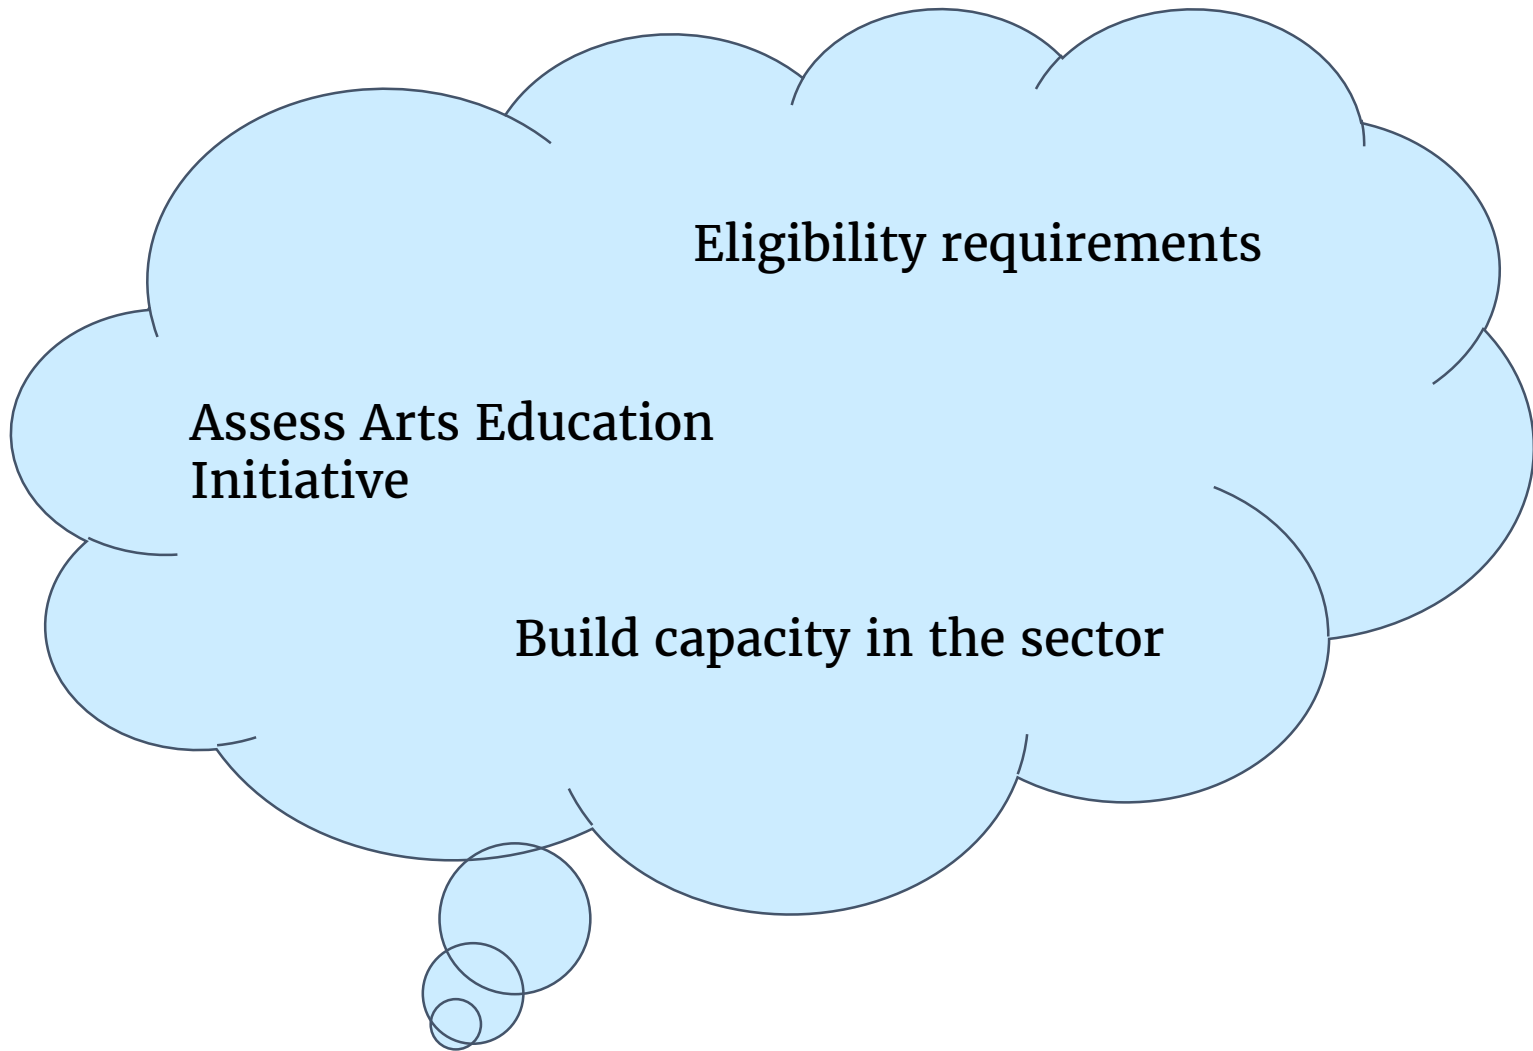 Eligibility requirements
Assess Arts Education
Initiative
Build capacity in the sector